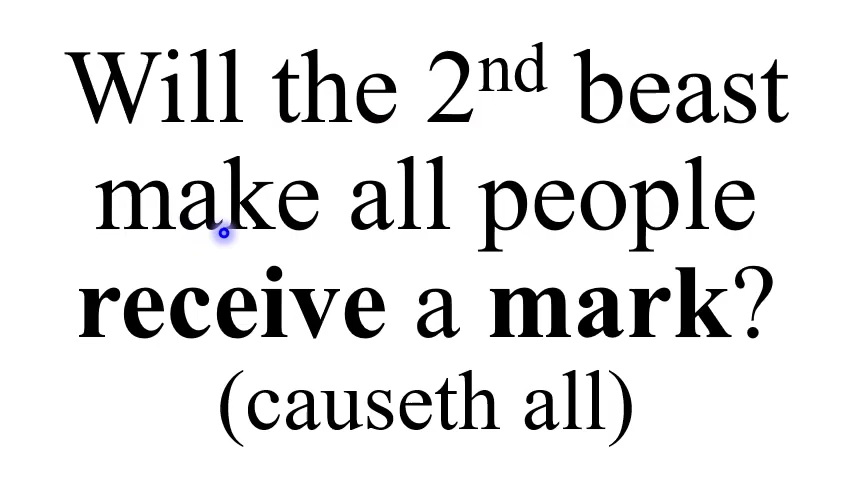 Will the 2nd beast
make all people
receive a mark?
(causeth all)